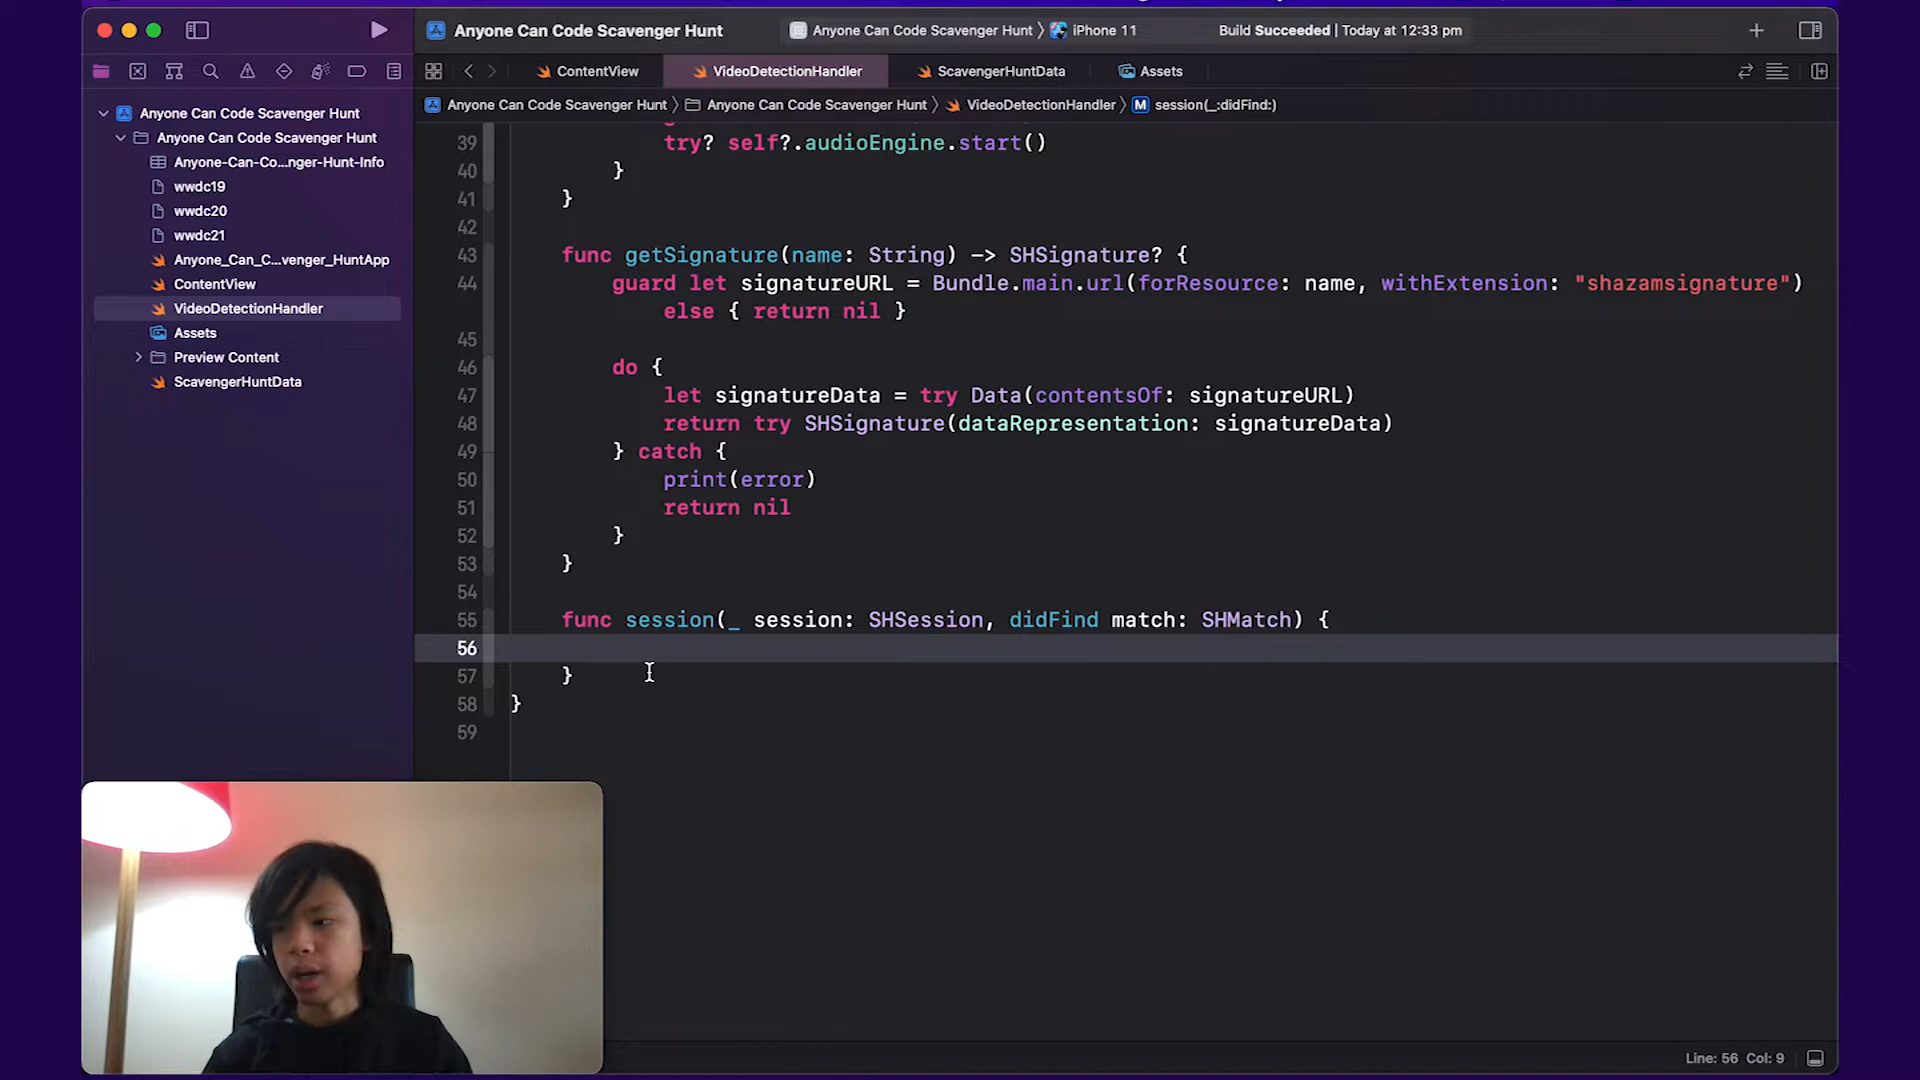 Anyone Can Code Scavenger Hunt
Anyone Can Code Scavenger Hunt 〉 iPhone 11
Build Succeeded | Today at 12:33 pm
ContentView
VideoDetectionHandler
ScavengerHuntData
Assets
Anyone Can Code Scavenger Hunt 〉 Anyone Can Code Scavenger Hunt 〉 VideoDetectionHandler 〉 M session(_:didFind:)
Anyone Can Code Scavenger Hunt
Anyone Can Code Scavenger Hunt
Anyone-Can-Co...nger-Hunt-Info
wwdc19
wwdc20
wwdc21
Anyone_Can_C...venger_HuntApp
ContentView
VideoDetectionHandler
Assets
Preview Content
ScavengerHuntData
39 try? self?.audioEngine.start()
40 }
41 }
42
43 func getSignature(name: String) -> SHSignature? {
44 guard let signatureURL = Bundle.main.url(forResource: name, withExtension: "shazamsignature")
else { return nil }
45
46 do {
47 let signatureData = try Data(contentsOf: signatureURL)
48 return try SHSignature(dataRepresentation: signatureData)
49 } catch {
50 print(error)
51 return nil
52 }
53 }
54
55 func session(_ session: SHSession, didFind match: SHMatch) {
56
57 }
58 }
59
Line: 56 Col: 9